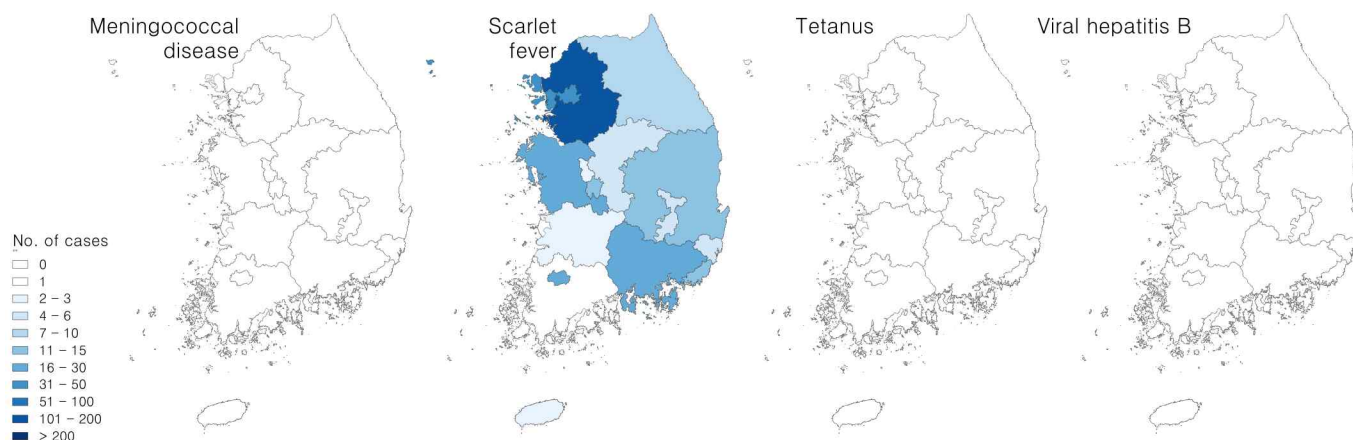 Meningococcal
disease
Scarlet
fever
Tetanus
Viral hepatitis B
No. of cases
0
1
2 – 3
4 – 6
7 – 10
11 – 15
16 – 30
31 – 50
51 – 100
101 – 200
> 200